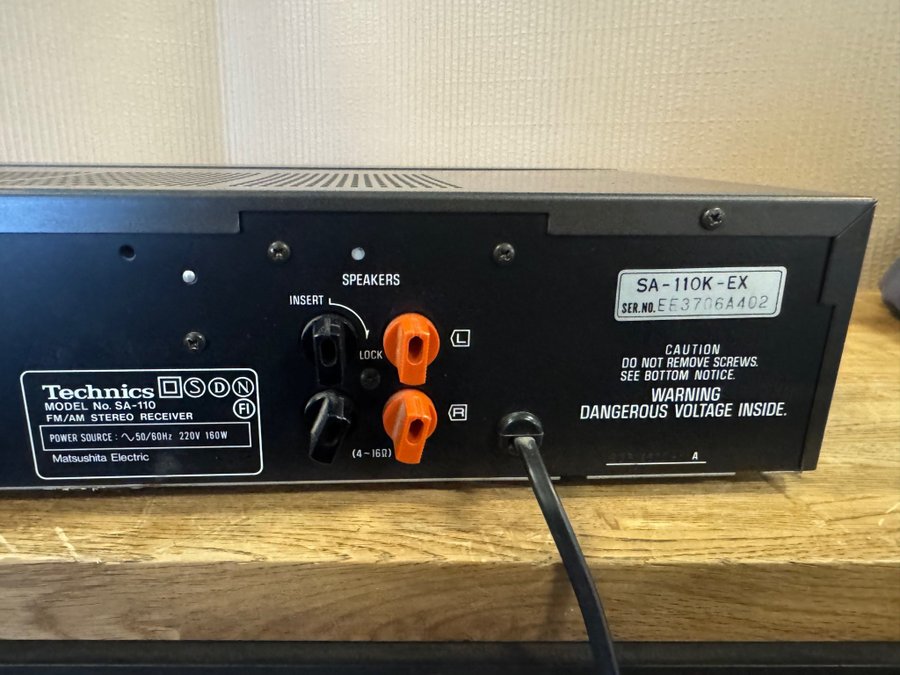 SPEAKERS
INSERT
LOCK
L
R
(4~16Ω)
Technics S D N
FI
MODEL No. SA-110
FM/AM STEREO RECEIVER
POWER SOURCE : ∿50/60Hz 220V 160W
Matsushita Electric
SA-110K-EX
SER.NO. EE3706A402
CAUTION
DO NOT REMOVE SCREWS.
SEE BOTTOM NOTICE.
WARNING
DANGEROUS VOLTAGE INSIDE.
A